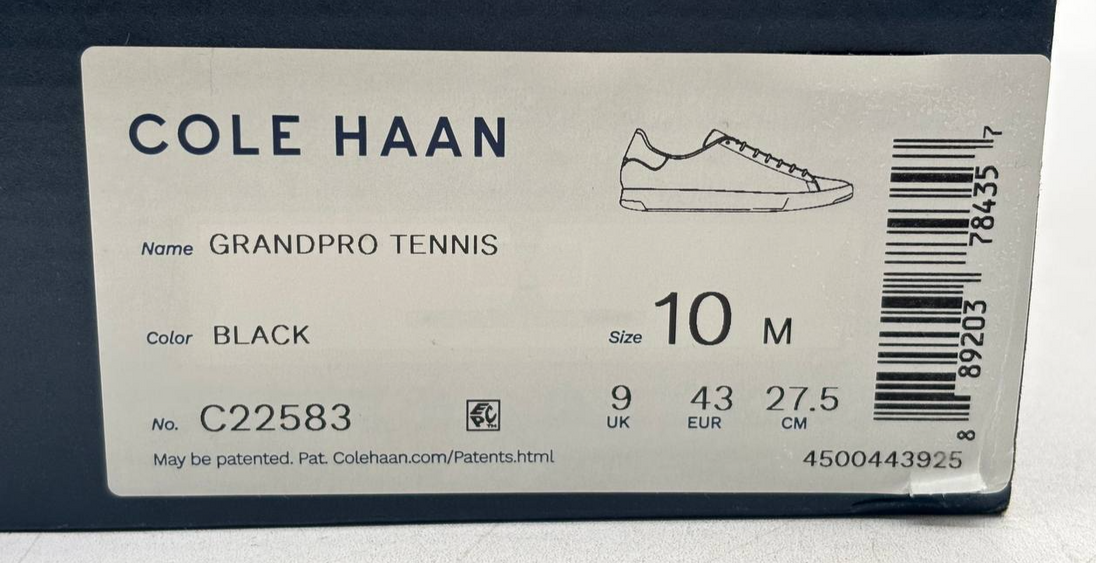 COLE HAAN
Name GRANDPRO TENNIS
Color BLACK
Size 10 M
No. C22583
EPC
9 43 27.5
UK EUR CM
May be patented. Pat. Colehaan.com/Patents.html
4500443925
8 89203 78435 7